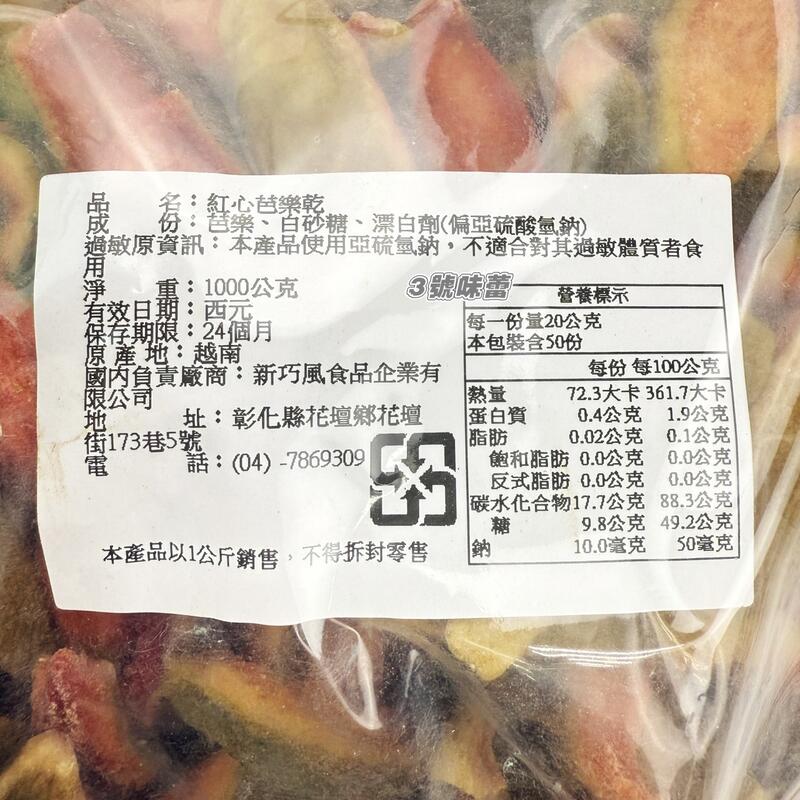 品　　名：紅心芭樂乾
成　　份：芭樂、白砂糖、漂白劑(偏亞硫酸氫鈉)
過敏原資訊：本產品使用亞硫氫鈉，不適合對其過敏體質者食
用
淨　　重：1000公克
有效日期：西元
保存期限：24個月
原 產 地：越南
國內負責廠商：新巧風食品企業有
限公司
地　　址：彰化縣花壇鄉花壇
街173巷5號
電　　話：(04) -7869309
本產品以1公斤銷售，不得拆封零售
3號味蕾
營養標示
每一份量20公克
本包裝含50份
每份 每100公克
熱量 72.3大卡 361.7大卡
蛋白質 0.4公克 1.9公克
脂肪 0.02公克 0.1公克
飽和脂肪 0.0公克 0.0公克
反式脂肪 0.0公克 0.0公克
碳水化合物17.7公克 88.3公克
糖 9.8公克 49.2公克
鈉 10.0毫克 50毫克